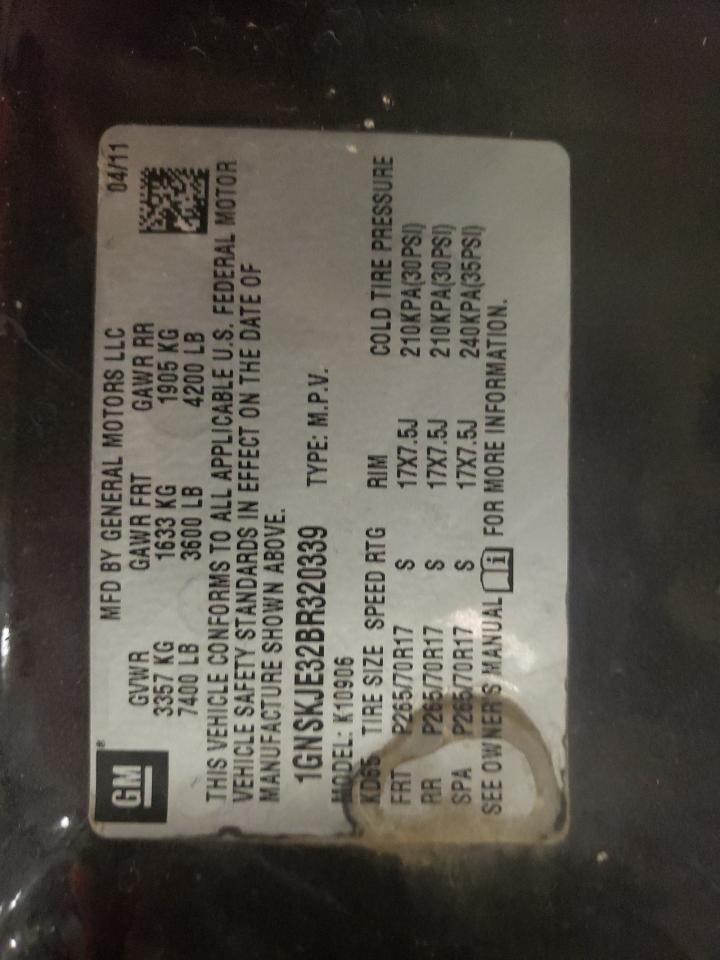 GM®
MFD BY GENERAL MOTORS LLC 04/11
GVWR GAWR FRT GAWR RR
3357 KG 1633 KG 1905 KG
7400 LB 3600 LB 4200 LB
THIS VEHICLE CONFORMS TO ALL APPLICABLE U.S. FEDERAL MOTOR
VEHICLE SAFETY STANDARDS IN EFFECT ON THE DATE OF
MANUFACTURE SHOWN ABOVE.
1GNSKJE32BR320339 TYPE: M.P.V.
MODEL: K10906
KD65 TIRE SIZE SPEED RTG RIM COLD TIRE PRESSURE
FRT P265/70R17 S 17X7.5J 210KPA(30PSI)
RR P265/70R17 S 17X7.5J 210KPA(30PSI)
SPA P265/70R17 S 17X7.5J 240KPA(35PSI)
SEE OWNER'S MANUAL i FOR MORE INFORMATION.